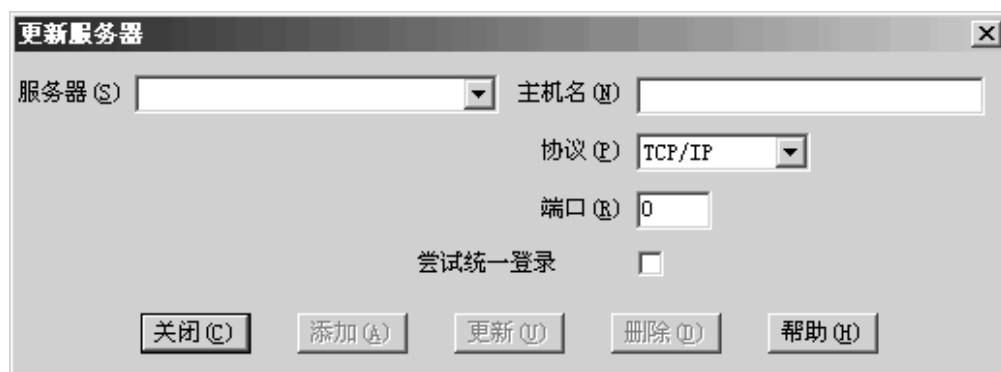 更新服务器
服务器(S) 主机名(N)
协议(P) TCP/IP
端口(R) 0
尝试统一登录
关闭(C) 添加(A) 更新(U) 删除(D) 帮助(H)